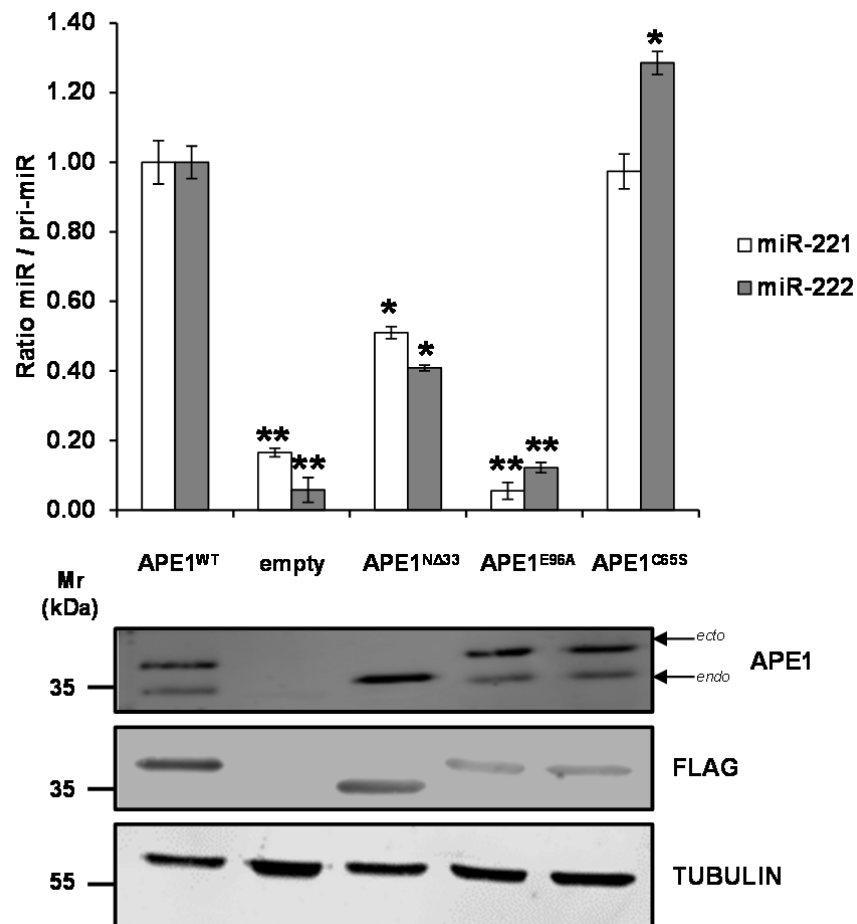 1.40
1.20
1.00
0.80
0.60
0.40
0.20
0.00
Ratio miR / pri-miR
miR-221
miR-222
** ** * * ** ** *
APE1WT empty APE1NΔ33 APE1E96A APE1C65S
Mr
(kDa)
ecto
endo
APE1
35
FLAG
35
TUBULIN
55